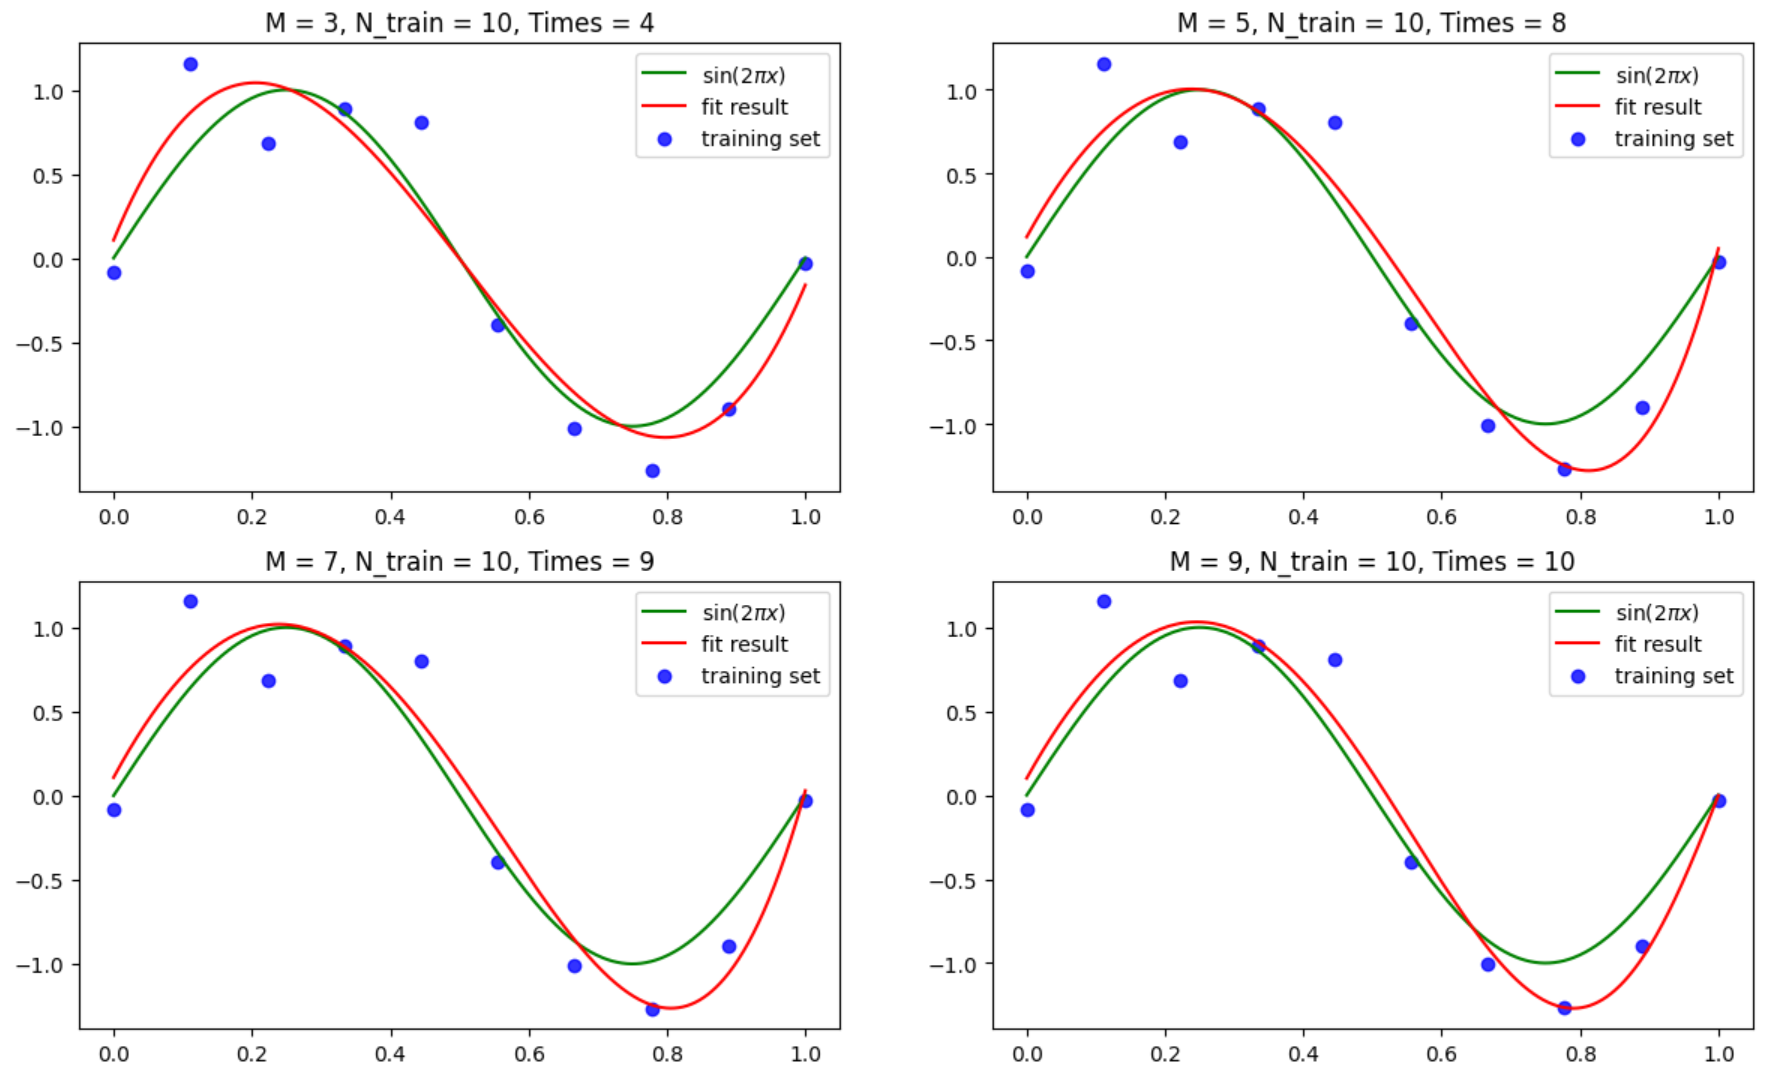 M = 3, N_train = 10, Times = 4
sin(2πx)
fit result
training set
1.0
0.5
0.0
−0.5
−1.0
0.0 0.2 0.4 0.6 0.8 1.0
M = 5, N_train = 10, Times = 8
sin(2πx)
fit result
training set
1.0
0.5
0.0
−0.5
−1.0
0.0 0.2 0.4 0.6 0.8 1.0
M = 7, N_train = 10, Times = 9
sin(2πx)
fit result
training set
1.0
0.5
0.0
−0.5
−1.0
0.0 0.2 0.4 0.6 0.8 1.0
M = 9, N_train = 10, Times = 10
sin(2πx)
fit result
training set
1.0
0.5
0.0
−0.5
−1.0
0.0 0.2 0.4 0.6 0.8 1.0